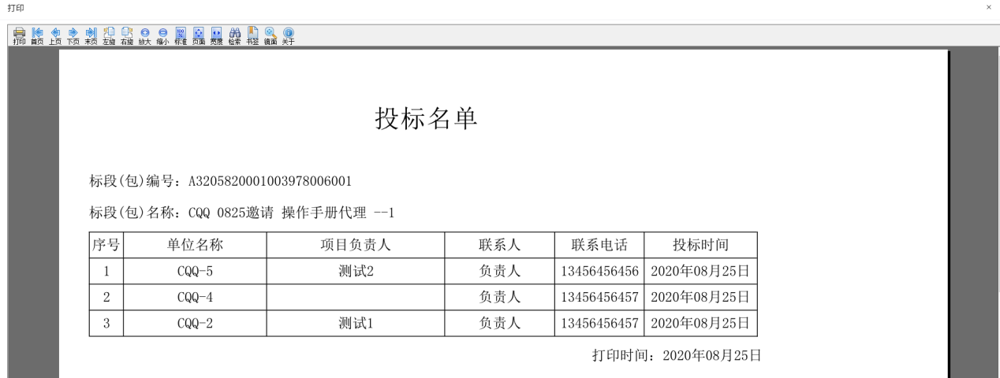 打印 ×
打印 首页 上页 下页 末页 左旋 右旋 放大 缩小 标准 页面 宽度 检索 书签 镜面 关于
投标名单
标段(包)编号：A3205820001003978006001
标段(包)名称：CQQ 0825邀请 操作手册代理 --1
序号 单位名称 项目负责人 联系人 联系电话 投标时间
1 CQQ-5 测试2 负责人 13456456456 2020年08月25日
2 CQQ-4 负责人 13456456457 2020年08月25日
3 CQQ-2 测试1 负责人 13456456457 2020年08月25日
打印时间：2020年08月25日